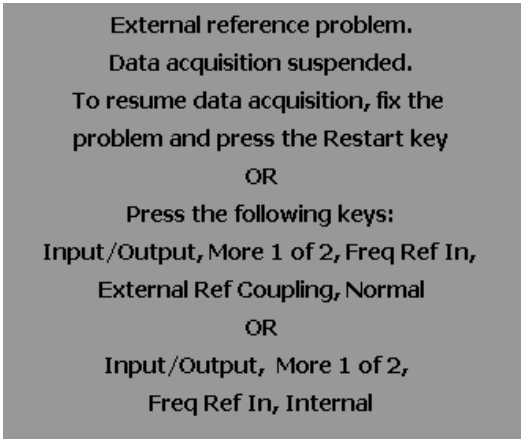 External reference problem.
Data acquisition suspended.
To resume data acquisition, fix the
problem and press the Restart key
OR
Press the following keys:
Input/Output, More 1 of 2, Freq Ref In,
External Ref Coupling, Normal
OR
Input/Output, More 1 of 2,
Freq Ref In, Internal